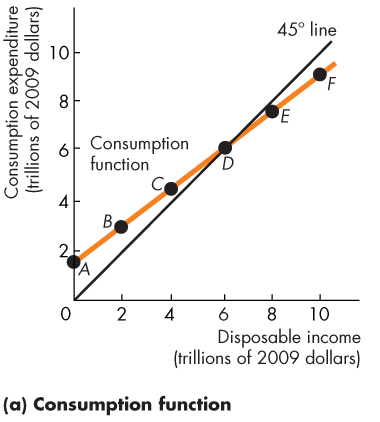 Consumption expenditure
(trillions of 2009 dollars)
45° line
10
8
6
4
2
Consumption
function
A
B
C
D
E
F
0
2
4
6
8
10
Disposable income
(trillions of 2009 dollars)
(a) Consumption function